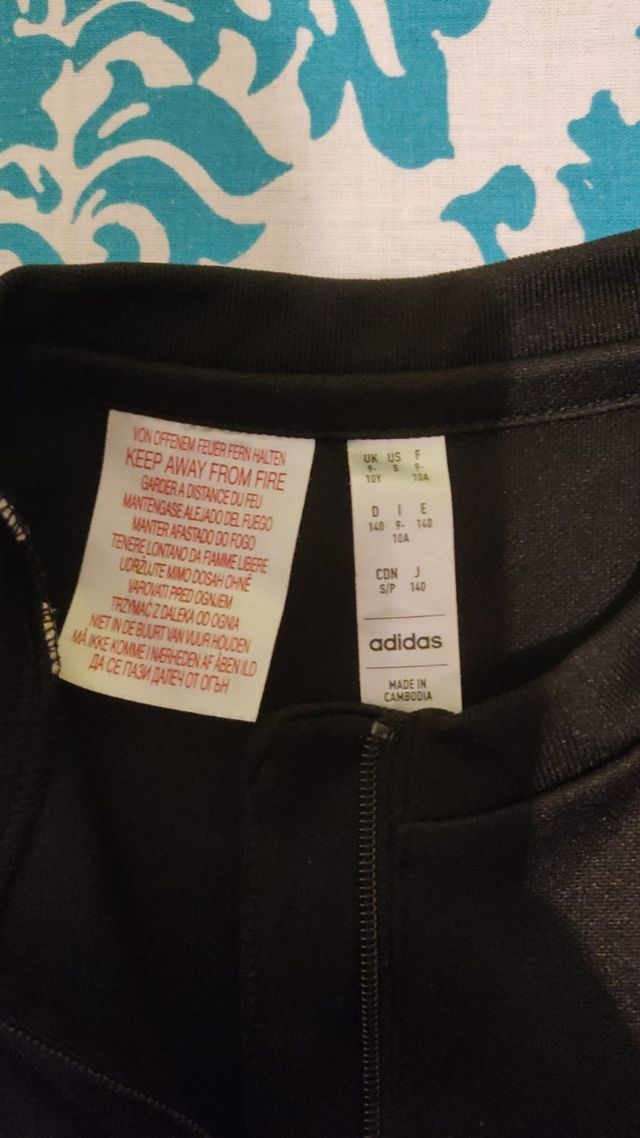 VON OFFENEM FEUER FERN HALTEN
KEEP AWAY FROM FIRE
GARDER A DISTANCE DU FEU
MANTÉNGASE ALEJADO DEL FUEGO
MANTER AFASTADO DO FOGO
TENERE LONTANO DA FIAMME LIBERE
UDRŽUJTE MIMO DOSAH OHNĚ
VAROVATI PRED OGNJEM
TRZYMAĆ Z DALEKA OD OGNIA
NIET IN DE BUURT VAN VUUR HOUDEN
MÅ IKKE KOMME I NÆRHEDEN AF ÅBEN ILD
ДА СЕ ПАЗИ ДАЛЕЧ ОТ ОГЪН
UK US F
9- S 9-
10Y 10A
D I E
140 9- 140
10A
CDN J
S/P 140
adidas
MADE IN
CAMBODIA